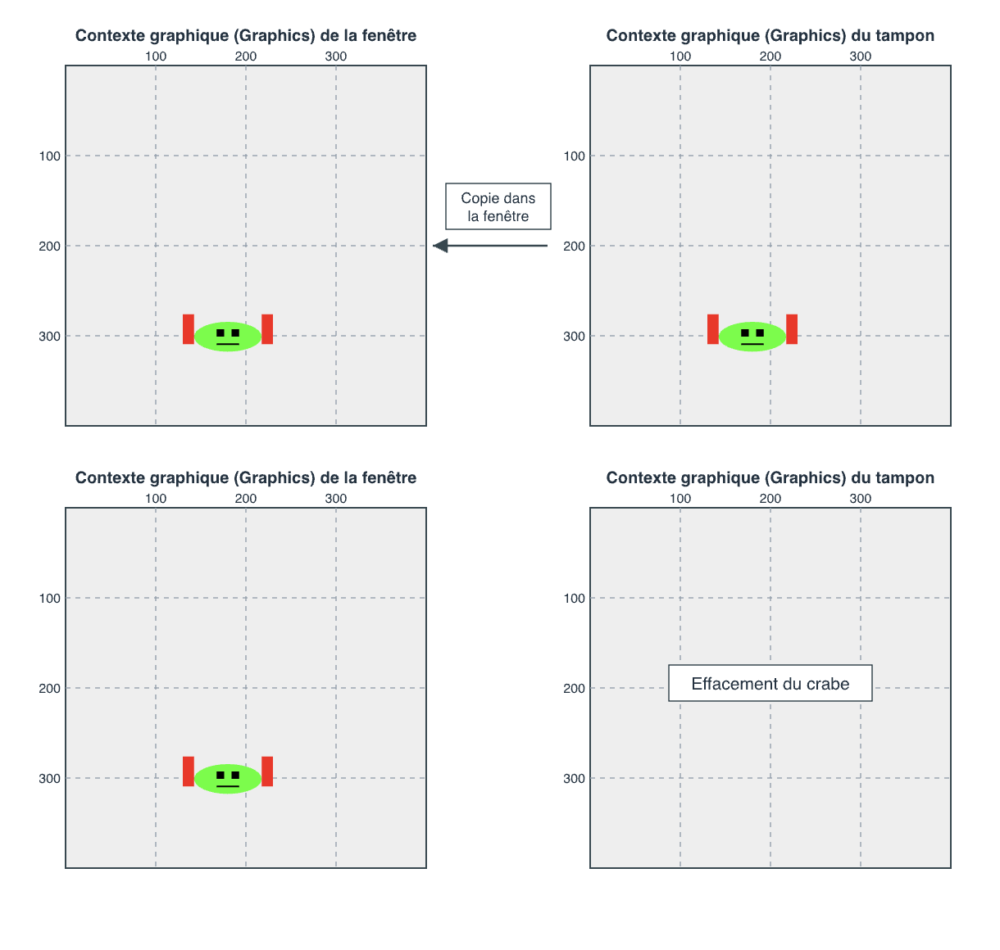 Contexte graphique (Graphics) de la fenêtre
100 200 300
100
200
300
Copie dans
la fenêtre
Contexte graphique (Graphics) du tampon
100 200 300
100
200
300
Contexte graphique (Graphics) de la fenêtre
100 200 300
100
200
300
Contexte graphique (Graphics) du tampon
100 200 300
100
200
Effacement du crabe
300